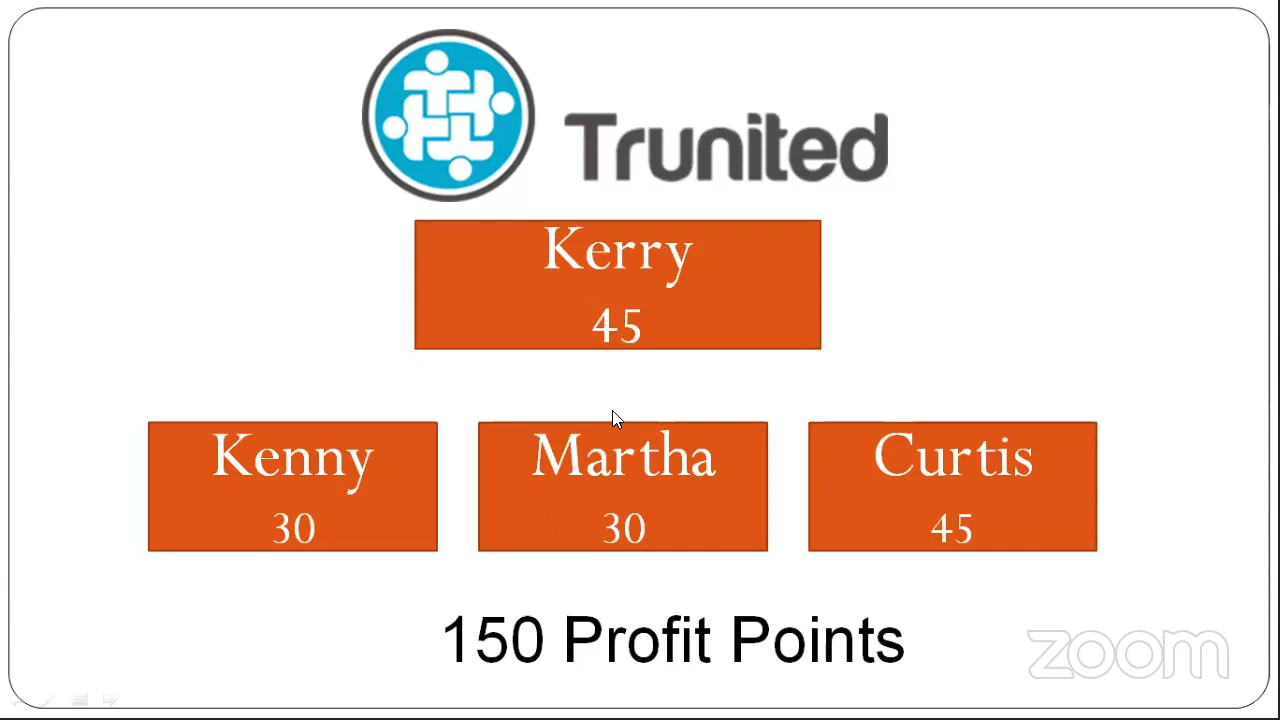 Trunited
Kerry
45
Kenny
30
Martha
30
Curtis
45
150 Profit Points
zoom